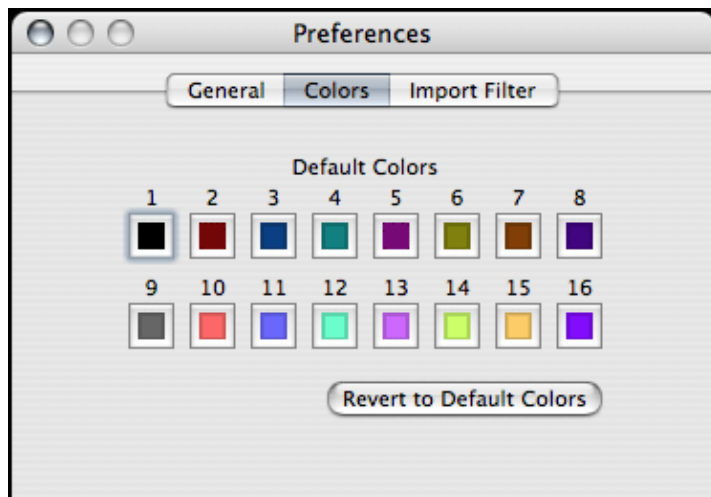 Preferences
General Colors Import Filter
Default Colors
1 2 3 4 5 6 7 8
9 10 11 12 13 14 15 16
Revert to Default Colors